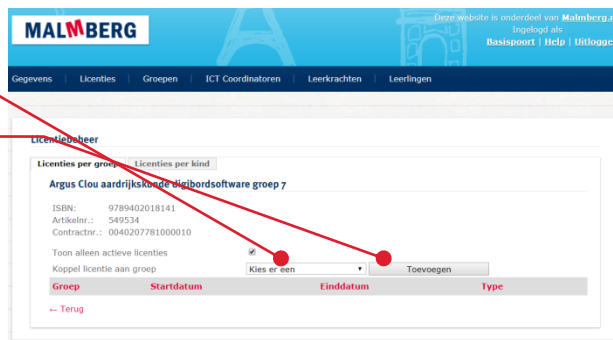 MALMBERG
Deze website is onderdeel van Malmberg.n
Ingelogd als
Basispoort | Help | Uitlogge
Gegevens Licenties Groepen ICT Coordinatoren Leerkrachten Leerlingen
Licentiebeheer
Licenties per groep Licenties per kind
Argus Clou aardrijkskunde digibordsoftware groep 7
ISBN: 9789402018141
Artikelnr.: 549534
Contractnr.: 0040207781000010
Toon alleen actieve licenties
Koppel licentie aan groep Kies er een Toevoegen
Groep Startdatum Einddatum Type
← Terug